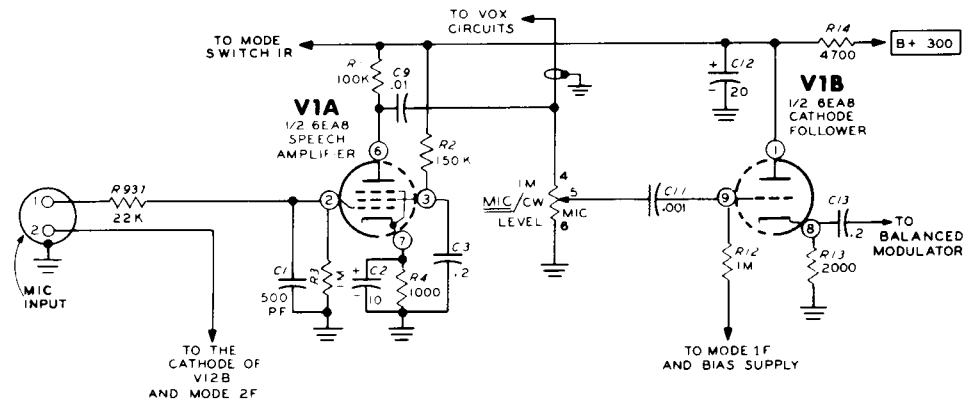 TO VOX
CIRCUITS
TO MODE
SWITCH 1R
R1
100K
C9
.01
V1A
1/2 6EA8
SPEECH
AMPLIFIER
6
R2
150K
C12
+
-
20
R14
4700
B+ 300
V1B
1/2 6EA8
CATHODE
FOLLOWER
1
R931
22K
1
2
MIC
INPUT
2
3
7
C1
500
PF
R3
1M
C2
+
-
10
R4
1000
C3
.2
1M
MIC/CW
LEVEL
4
5
MIC
6
C11
.001
9
8
R12
1M
C13
.2
R13
2000
TO
BALANCED
MODULATOR
TO THE
CATHODE OF
V12B
AND MODE 2F
TO MODE 1F
AND BIAS SUPPLY